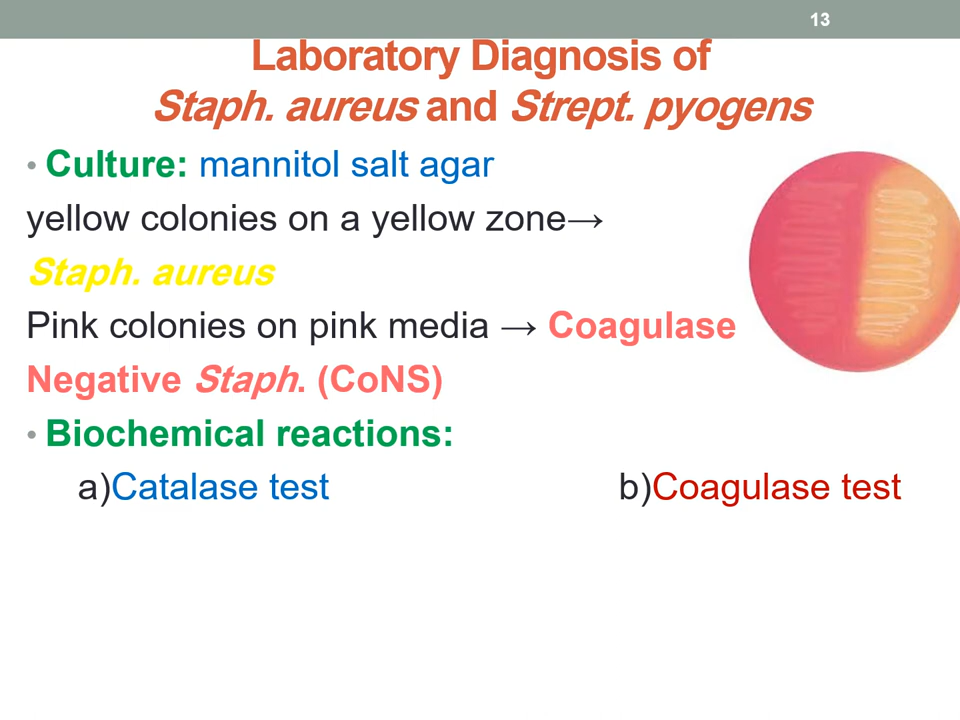 13
Laboratory Diagnosis of
Staph. aureus and Strept. pyogens
• Culture: mannitol salt agar
yellow colonies on a yellow zone→
Staph. aureus
Pink colonies on pink media → Coagulase
Negative Staph. (CoNS)
• Biochemical reactions:
a)Catalase test b)Coagulase test